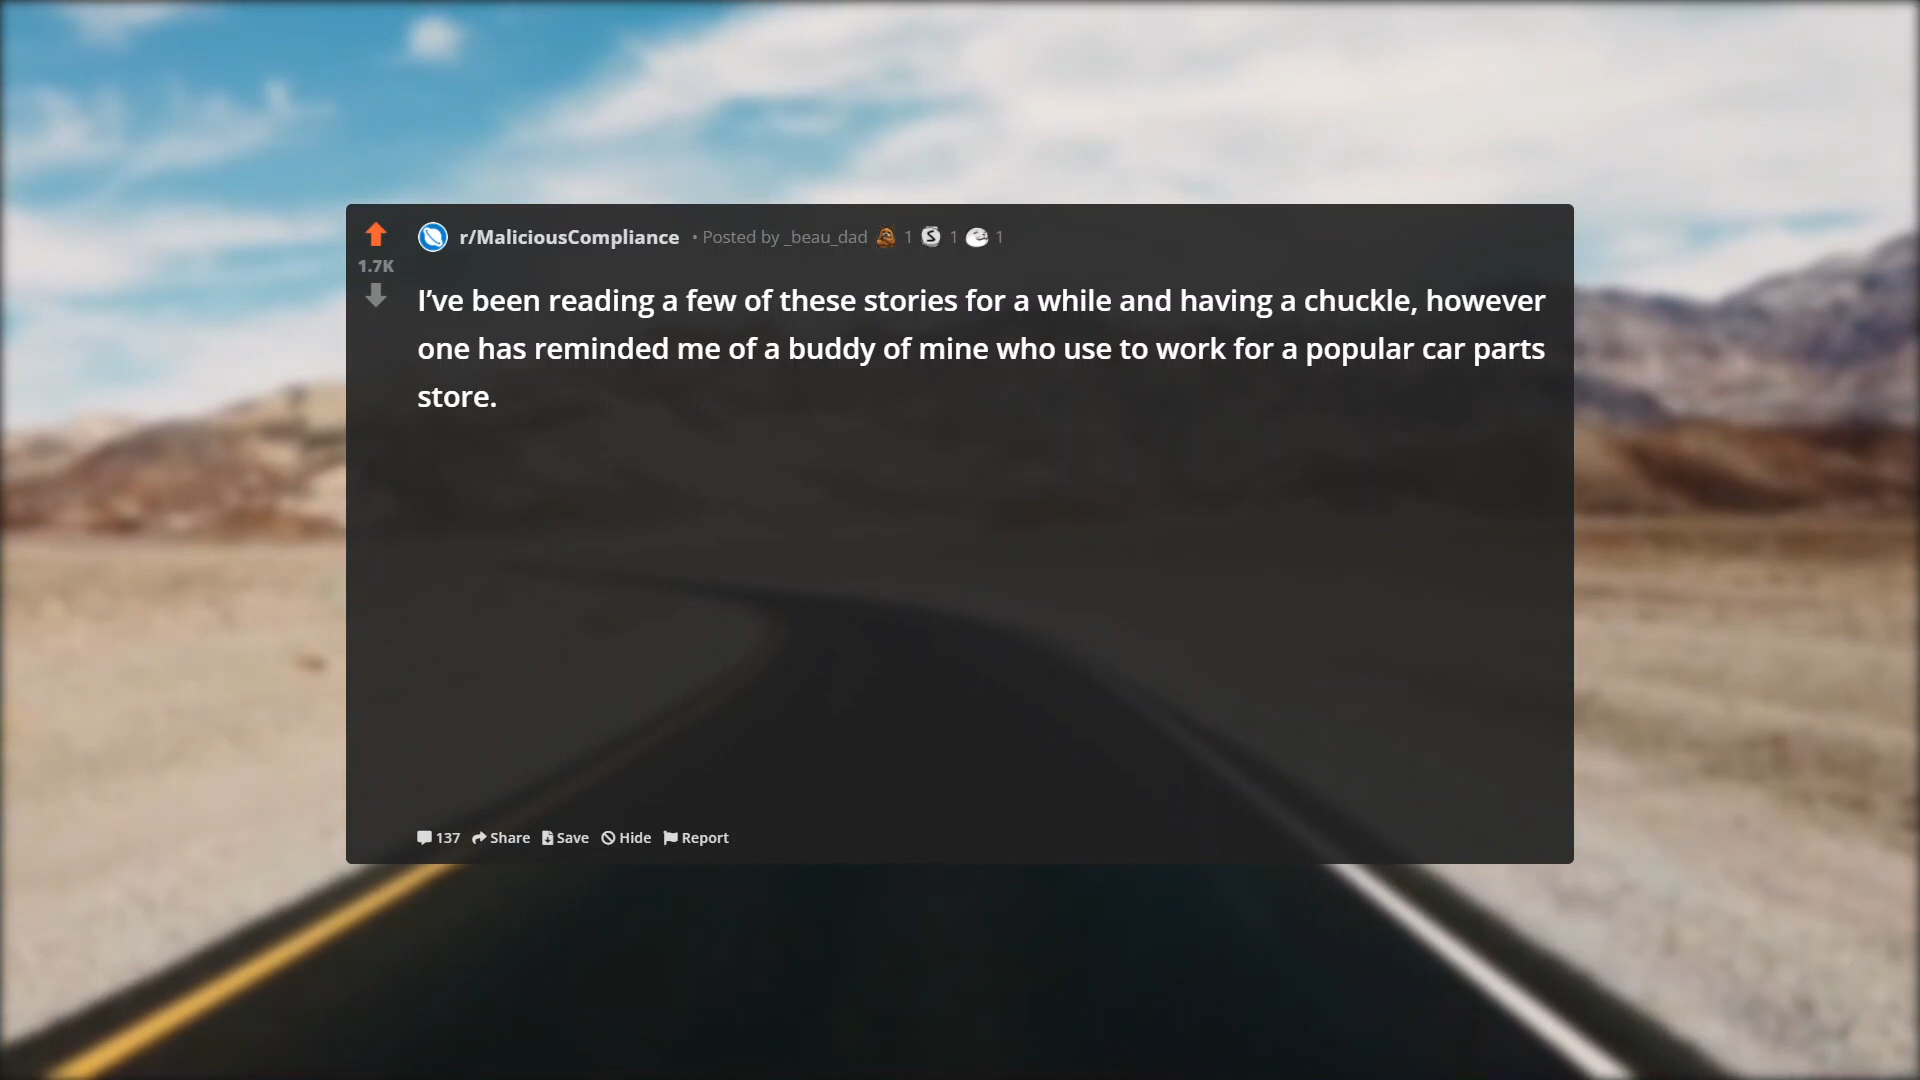 r/MaliciousCompliance • Posted by _beau_dad 1 1 1
1.7K
I’ve been reading a few of these stories for a while and having a chuckle, however
one has reminded me of a buddy of mine who use to work for a popular car parts
store.
137 Share Save Hide Report